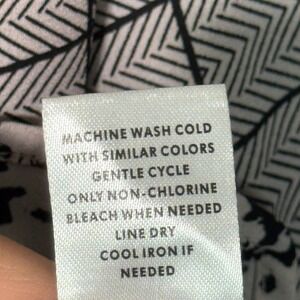 MACHINE WASH COLD
WITH SIMILAR COLORS
GENTLE CYCLE
ONLY NON-CHLORINE
BLEACH WHEN NEEDED
LINE DRY
COOL IRON IF
NEEDED